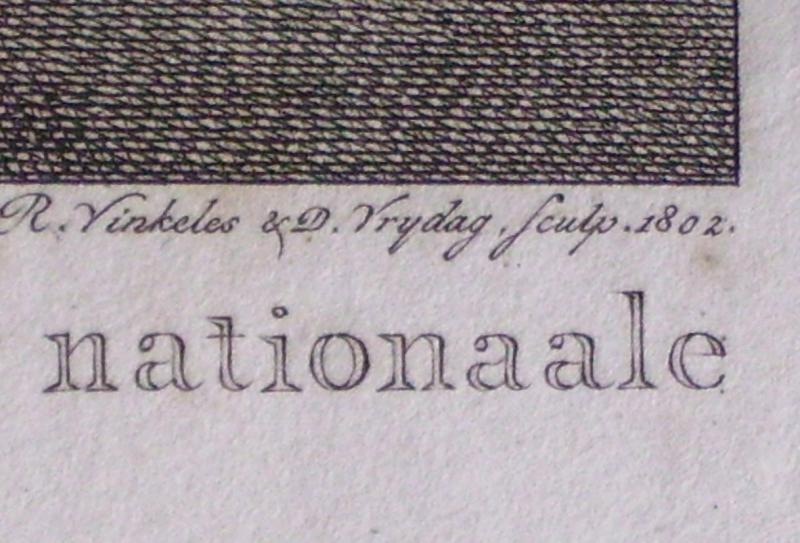 R. Vinkeles & D. Vrydag, sculp. 1802.
nationaale